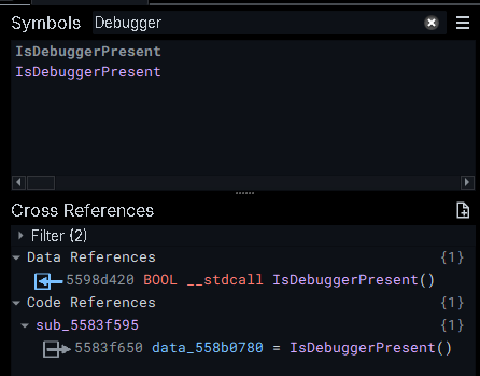 Symbols Debugger
IsDebuggerPresent
IsDebuggerPresent
Cross References
Filter (2)
Data References {1}
5598d420 BOOL __stdcall IsDebuggerPresent()
Code References {1}
sub_5583f595 {1}
5583f650 data_558b0780 = IsDebuggerPresent()